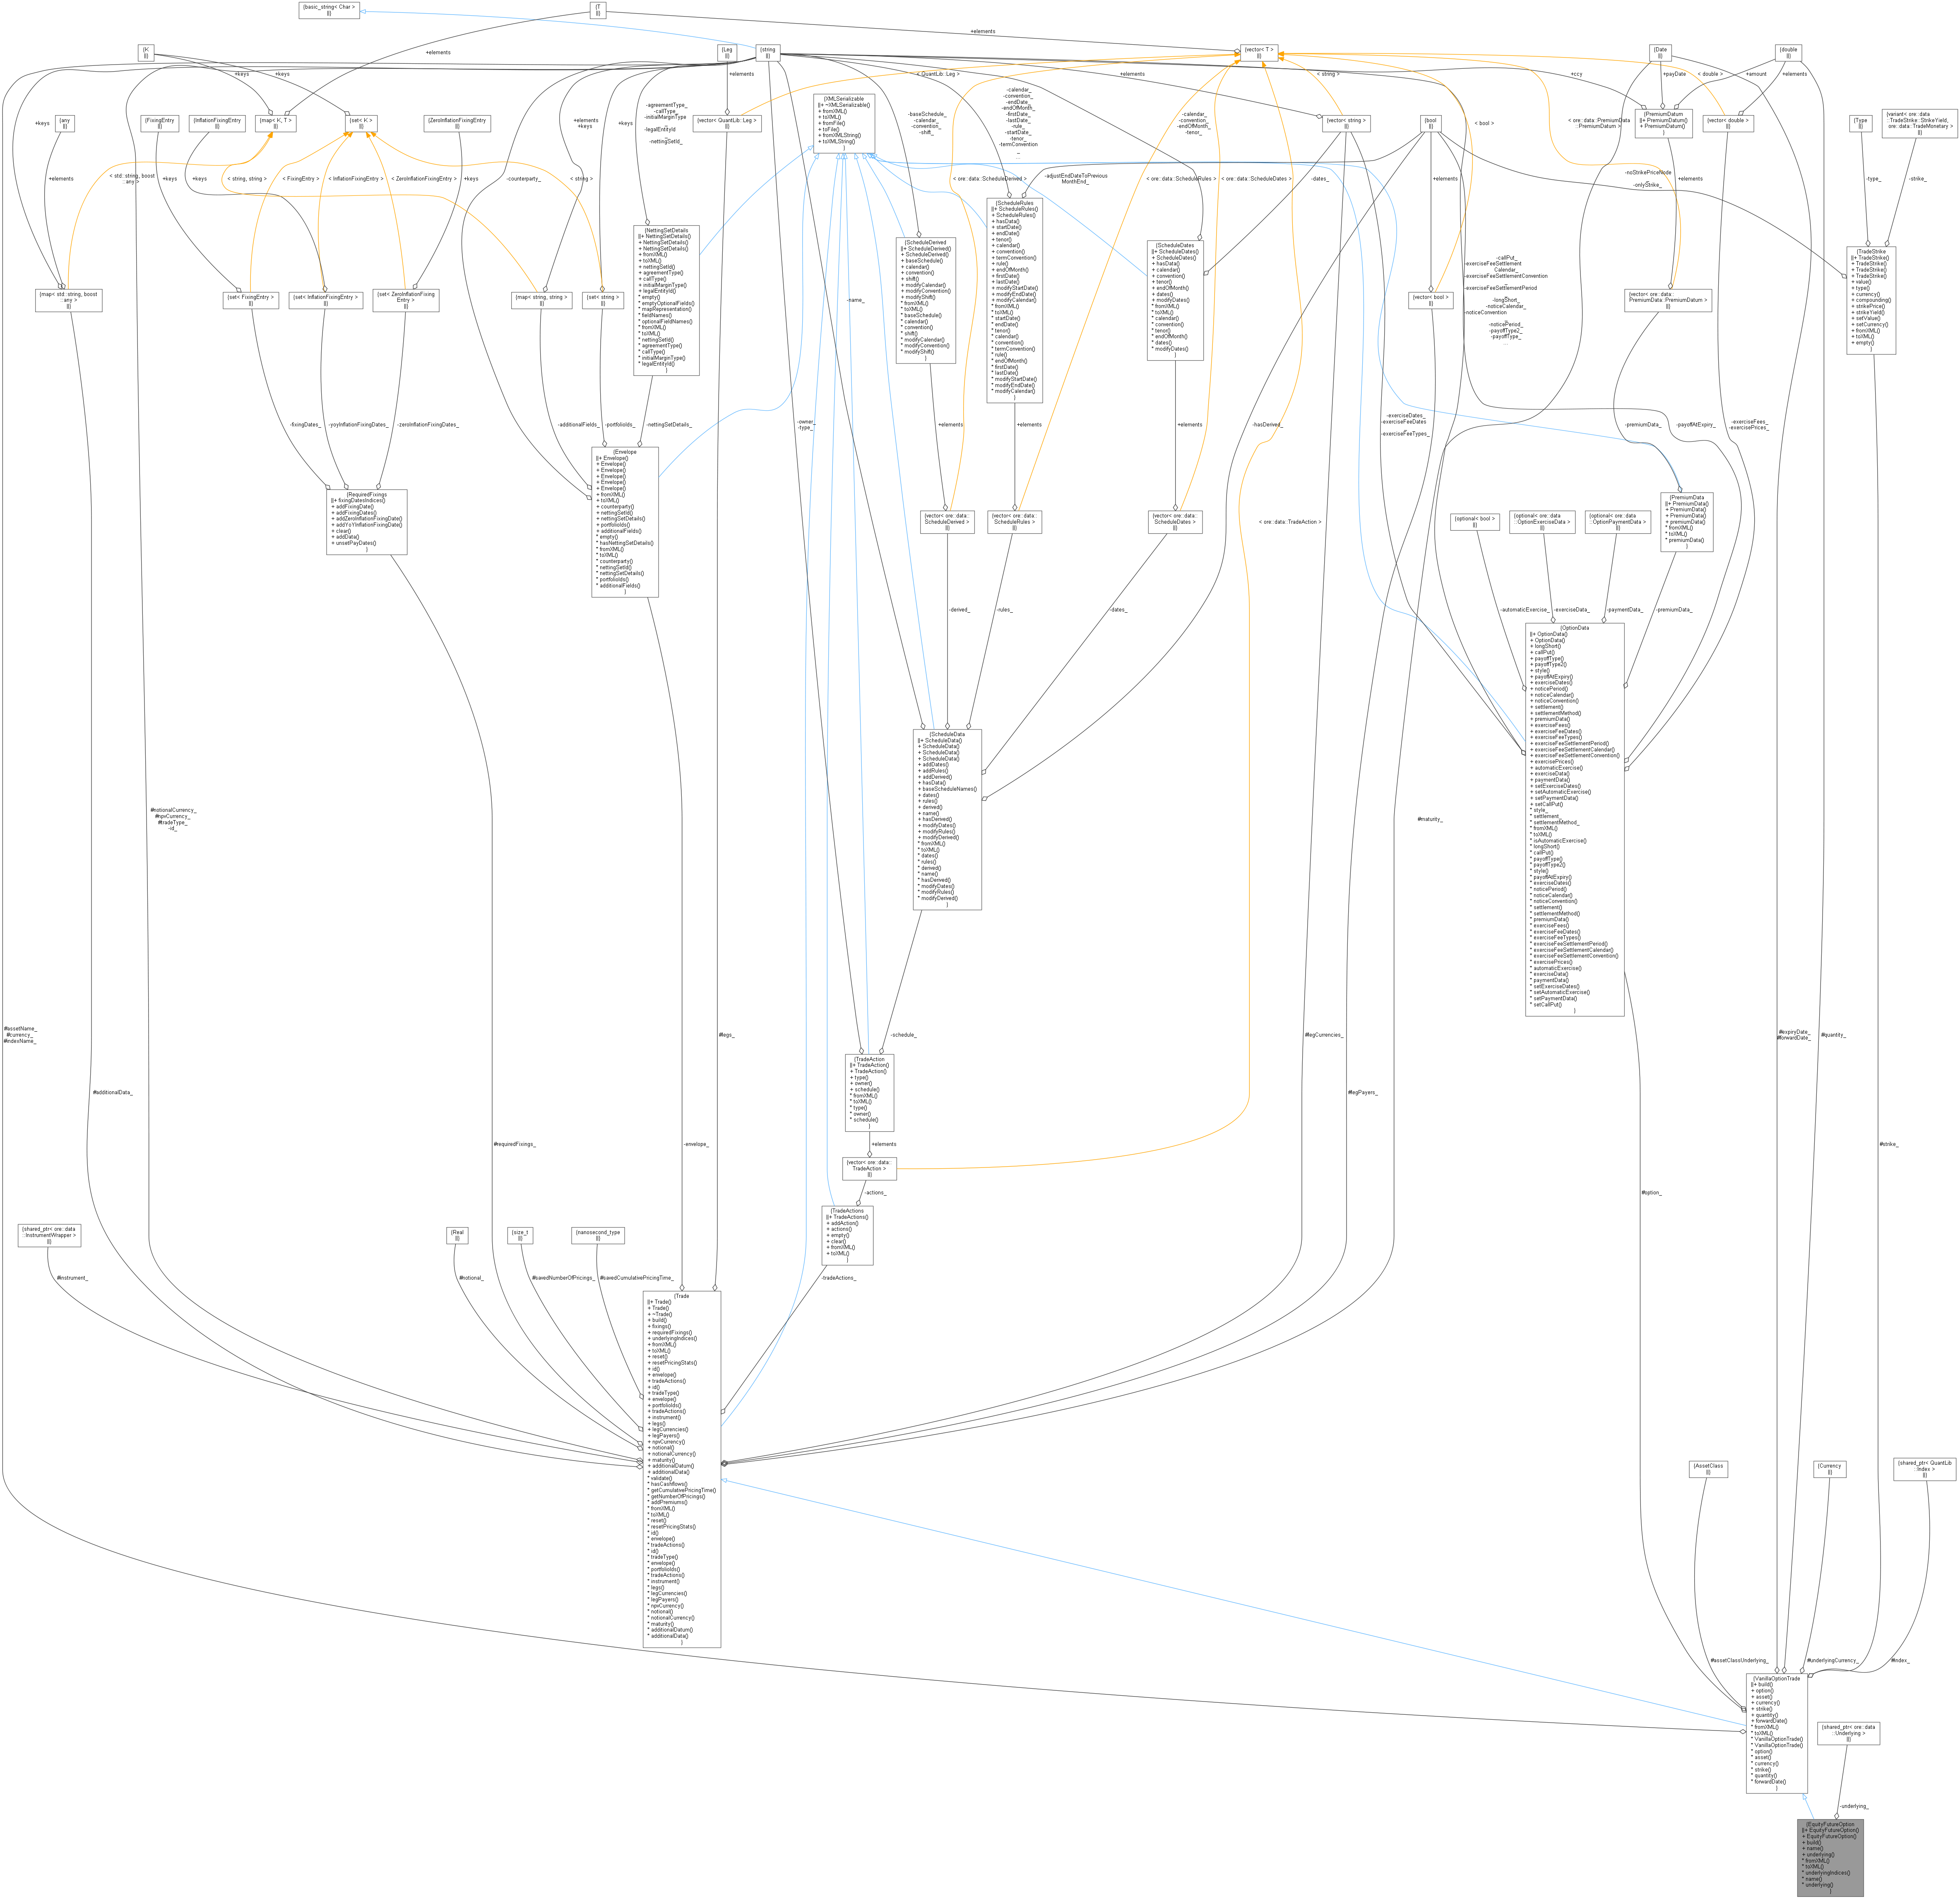 {basic_string< Char >
||}
{T
||}
{K
||}
{Leg
||}
{string
||}
{vector< T >
||}
{Date
||}
{double
||}
+elements
+elements
+keys
+keys
+elements
< QuantLib::Leg >
+elements
< string >
+ccy
+payDate
< double >
+amount
+elements
{any
||}
{FixingEntry
||}
{InflationFixingEntry
||}
{map< K, T >
||}
{set< K >
||}
{ZeroInflationFixingEntry
||}
{vector< QuantLib::Leg >
||}
{XMLSerializable
||+ ~XMLSerializable()
+ fromXML()
+ toXML()
+ fromFile()
+ toFile()
+ fromXMLString()
+ toXMLString()
}
{vector< string >
||}
{bool
||}
{PremiumDatum
||+ PremiumDatum()
+ PremiumDatum()
}
{vector< double >
||}
{Type
||}
{variant< ore::data
::TradeStrike::StrikeYield,
ore::data::TradeMonetary >
||}
+keys
-agreementType_
-callType_
-initialMarginType
_
-legalEntityId
_
-nettingSetId_
-baseSchedule_
-calendar_
-convention_
-shift_
-calendar_
-convention_
-endDate_
-endOfMonth_
-firstDate_
-lastDate_
-rule_
-startDate_
-tenor_
-termConvention
_
...
-calendar_
-convention_
-endOfMonth_
-tenor_
< bool >
< ore::data::PremiumData
::PremiumDatum >
+elements
+keys
< std::string, boost
::any >
+elements
+keys
+keys
< string, string >
< FixingEntry >
< InflationFixingEntry >
< ZeroInflationFixingEntry >
+keys
-counterparty_
+elements
+keys
< string >
+keys
-name_
< ore::data::ScheduleDerived >
-adjustEndDateToPrevious
MonthEnd_
< ore::data::ScheduleRules >
< ore::data::ScheduleDates >
-dates_
+elements
-noStrikePriceNode
_
-onlyStrike_
+elements
-type_
-strike_
{map< std::string, boost
::any >
||}
{set< FixingEntry >
||}
{set< InflationFixingEntry >
||}
{set< ZeroInflationFixing
Entry >
||}
{map< string, string >
||}
{set< string >
||}
{NettingSetDetails
||+ NettingSetDetails()
+ NettingSetDetails()
+ NettingSetDetails()
+ fromXML()
+ toXML()
+ nettingSetId()
+ agreementType()
+ callType()
+ initialMarginType()
+ legalEntityId()
* empty()
* emptyOptionalFields()
* mapRepresentation()
* fieldNames()
* optionalFieldNames()
* fromXML()
* toXML()
* nettingSetId()
* agreementType()
* callType()
* initialMarginType()
* legalEntityId()
}
{ScheduleDerived
||+ ScheduleDerived()
+ ScheduleDerived()
+ baseSchedule()
+ calendar()
+ convention()
+ shift()
+ modifyCalendar()
+ modifyConvention()
+ modifyShift()
* fromXML()
* toXML()
* baseSchedule()
* calendar()
* convention()
* shift()
* modifyCalendar()
* modifyConvention()
* modifyShift()
}
{ScheduleRules
||+ ScheduleRules()
+ ScheduleRules()
+ hasData()
+ startDate()
+ endDate()
+ tenor()
+ calendar()
+ convention()
+ termConvention()
+ rule()
+ endOfMonth()
+ firstDate()
+ lastDate()
+ modifyStartDate()
+ modifyEndDate()
+ modifyCalendar()
* fromXML()
* toXML()
* startDate()
* endDate()
* tenor()
* calendar()
* convention()
* termConvention()
* rule()
* endOfMonth()
* firstDate()
* lastDate()
* modifyStartDate()
* modifyEndDate()
* modifyCalendar()
}
{ScheduleDates
||+ ScheduleDates()
+ ScheduleDates()
+ hasData()
+ calendar()
+ convention()
+ tenor()
+ endOfMonth()
+ dates()
+ modifyDates()
* fromXML()
* toXML()
* calendar()
* convention()
* tenor()
* endOfMonth()
* dates()
* modifyDates()
}
{vector< bool >
||}
-callPut_
-exerciseFeeSettlement
Calendar_
-exerciseFeeSettlementConvention
_
-exerciseFeeSettlementPeriod
_
-longShort_
-noticeCalendar_
-noticeConvention
_
-noticePeriod_
-payoffType2_
-payoffType_
...
{vector< ore::data::
PremiumData::PremiumDatum >
||}
{TradeStrike
||+ TradeStrike()
+ TradeStrike()
+ TradeStrike()
+ TradeStrike()
+ TradeStrike()
+ value()
+ type()
+ currency()
+ compounding()
+ strikePrice()
+ strikeYield()
+ setValue()
+ setCurrency()
+ fromXML()
+ toXML()
+ empty()
}
-fixingDates_
-yoyInflationFixingDates_
-zeroInflationFixingDates_
-additionalFields_
-portfolioIds_
-nettingSetDetails_
-owner_
-type_
+elements
+elements
+elements
-hasDerived_
-exerciseDates_
-exerciseFeeDates
_
-exerciseFeeTypes_
-premiumData_
-payoffAtExpiry_
-exerciseFees_
-exercisePrices_
{RequiredFixings
||+ fixingDatesIndices()
+ addFixingDate()
+ addFixingDates()
+ addZeroInflationFixingDate()
+ addYoYInflationFixingDate()
+ clear()
+ addData()
+ unsetPayDates()
}
{Envelope
||+ Envelope()
+ Envelope()
+ Envelope()
+ Envelope()
+ Envelope()
+ Envelope()
+ fromXML()
+ toXML()
+ counterparty()
+ nettingSetId()
+ nettingSetDetails()
+ portfolioIds()
+ additionalFields()
* empty()
* hasNettingSetDetails()
* fromXML()
* toXML()
* counterparty()
* nettingSetId()
* nettingSetDetails()
* portfolioIds()
* additionalFields()
}
{vector< ore::data::
ScheduleDerived >
||}
{vector< ore::data::
ScheduleRules >
||}
{vector< ore::data::
ScheduleDates >
||}
< ore::data::TradeAction >
{optional< bool >
||}
{optional< ore::data
::OptionExerciseData >
||}
{optional< ore::data
::OptionPaymentData >
||}
{PremiumData
||+ PremiumData()
+ PremiumData()
+ PremiumData()
+ premiumData()
* fromXML()
* toXML()
* premiumData()
}
-derived_
-rules_
-dates_
-automaticExercise_
-exerciseData_
-paymentData_
-premiumData_
{ScheduleData
||+ ScheduleData()
+ ScheduleData()
+ ScheduleData()
+ ScheduleData()
+ addDates()
+ addRules()
+ addDerived()
+ hasData()
+ baseScheduleNames()
+ dates()
+ rules()
+ derived()
+ name()
+ hasDerived()
+ modifyDates()
+ modifyRules()
+ modifyDerived()
* fromXML()
* toXML()
* dates()
* rules()
* derived()
* name()
* hasDerived()
* modifyDates()
* modifyRules()
* modifyDerived()
}
{OptionData
||+ OptionData()
+ OptionData()
+ longShort()
+ callPut()
+ payoffType()
+ payoffType2()
+ style()
+ payoffAtExpiry()
+ exerciseDates()
+ noticePeriod()
+ noticeCalendar()
+ noticeConvention()
+ settlement()
+ settlementMethod()
+ premiumData()
+ exerciseFees()
+ exerciseFeeDates()
+ exerciseFeeTypes()
+ exerciseFeeSettlementPeriod()
+ exerciseFeeSettlementCalendar()
+ exerciseFeeSettlementConvention()
+ exercisePrices()
+ automaticExercise()
+ exerciseData()
+ paymentData()
+ setExerciseDates()
+ setAutomaticExercise()
+ setPaymentData()
+ setCallPut()
* style_
* settlement_
* settlementMethod_
* fromXML()
* toXML()
* isAutomaticExercise()
* longShort()
* callPut()
* payoffType()
* payoffType2()
* style()
* payoffAtExpiry()
* exerciseDates()
* noticePeriod()
* noticeCalendar()
* noticeConvention()
* settlement()
* settlementMethod()
* premiumData()
* exerciseFees()
* exerciseFeeDates()
* exerciseFeeTypes()
* exerciseFeeSettlementPeriod()
* exerciseFeeSettlementCalendar()
* exerciseFeeSettlementConvention()
* exercisePrices()
* automaticExercise()
* exerciseData()
* paymentData()
* setExerciseDates()
* setAutomaticExercise()
* setPaymentData()
* setCallPut()
}
#notionalCurrency_
#npvCurrency_
#tradeType_
-id_
#maturity_
#assetName_
#currency_
#indexName_
#legs_
-schedule_
#legCurrencies_
#expiryDate_
#forwardDate_
#quantity_
{TradeAction
||+ TradeAction()
+ TradeAction()
+ type()
+ owner()
+ schedule()
* fromXML()
* toXML()
* type()
* owner()
* schedule()
}
#additionalData_
#legPayers_
#requiredFixings_
-envelope_
+elements
#strike_
{vector< ore::data::
TradeAction >
||}
-actions_
#option_
{TradeActions
||+ TradeActions()
+ addAction()
+ actions()
+ empty()
+ clear()
+ fromXML()
+ toXML()
}
{shared_ptr< ore::data
::InstrumentWrapper >
||}
{Real
||}
{size_t
||}
{nanosecond_type
||}
#instrument_
#notional_
#savedNumberOfPricings_
#savedCumulativePricingTime_
-tradeActions_
{Trade
||+ Trade()
+ Trade()
+ ~Trade()
+ build()
+ fixings()
+ requiredFixings()
+ underlyingIndices()
+ fromXML()
+ toXML()
+ reset()
+ resetPricingStats()
+ id()
+ envelope()
+ tradeActions()
+ id()
+ tradeType()
+ envelope()
+ portfolioIds()
+ tradeActions()
+ instrument()
+ legs()
+ legCurrencies()
+ legPayers()
+ npvCurrency()
+ notional()
+ notionalCurrency()
+ maturity()
+ additionalDatum()
+ additionalData()
* validate()
* hasCashflows()
* getCumulativePricingTime()
* getNumberOfPricings()
* addPremiums()
* fromXML()
* toXML()
* reset()
* resetPricingStats()
* id()
* envelope()
* tradeActions()
* id()
* tradeType()
* envelope()
* portfolioIds()
* tradeActions()
* instrument()
* legs()
* legCurrencies()
* legPayers()
* npvCurrency()
* notional()
* notionalCurrency()
* maturity()
* additionalDatum()
* additionalData()
}
{AssetClass
||}
{Currency
||}
{shared_ptr< QuantLib
::Index >
||}
#assetClassUnderlying_
#underlyingCurrency_
#index_
{VanillaOptionTrade
||+ build()
+ option()
+ asset()
+ currency()
+ strike()
+ quantity()
+ forwardDate()
* fromXML()
* toXML()
* VanillaOptionTrade()
* VanillaOptionTrade()
* option()
* asset()
* currency()
* strike()
* quantity()
* forwardDate()
}
{shared_ptr< ore::data
::Underlying >
||}
-underlying_
{EquityFutureOption
||+ EquityFutureOption()
+ EquityFutureOption()
+ build()
+ name()
+ underlying()
* fromXML()
* toXML()
* underlyingIndices()
* name()
* underlying()
}